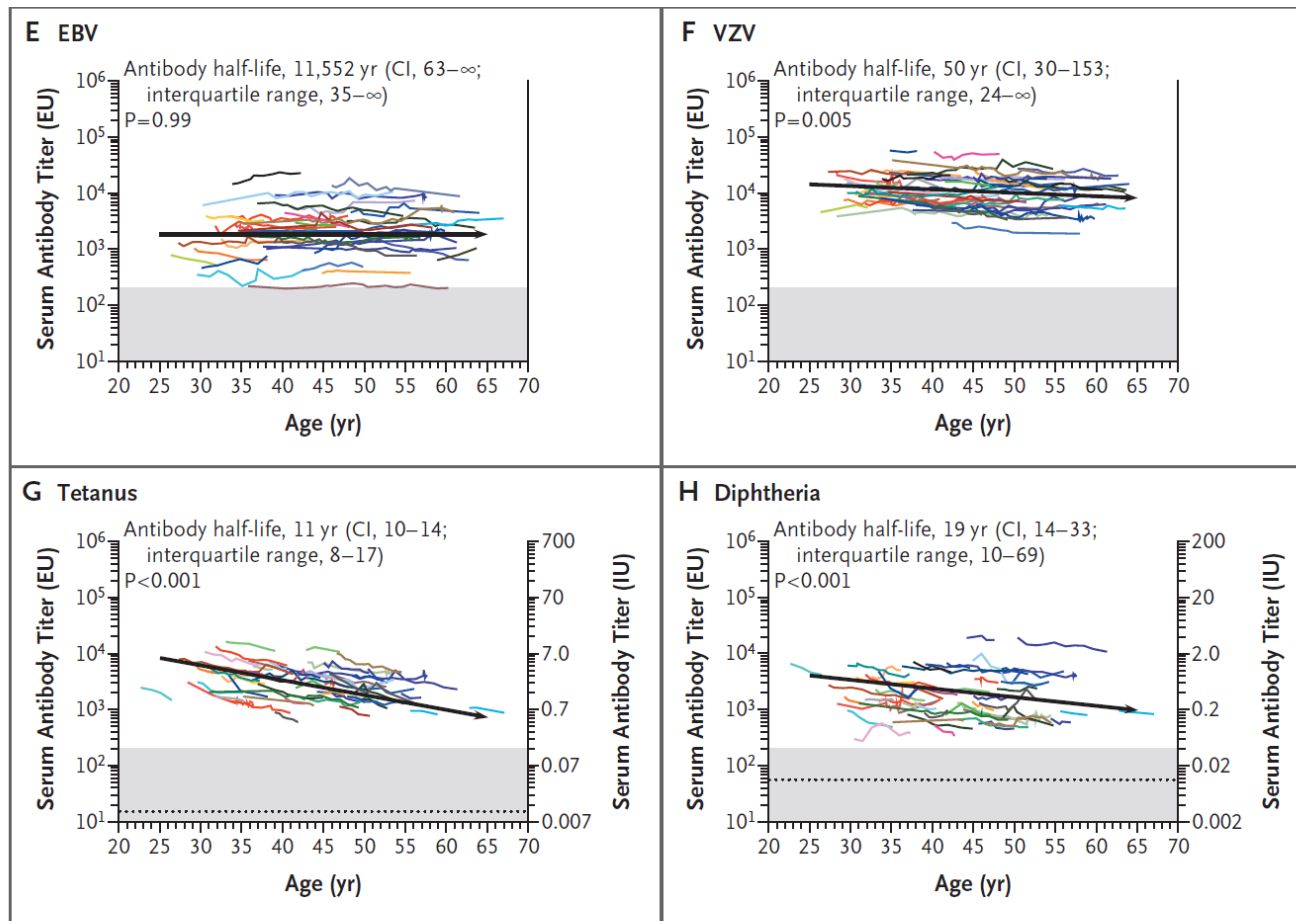 E EBV
Antibody half-life, 11,552 yr (CI, 63–∞;
interquartile range, 35–∞)
P=0.99
Serum Antibody Titer (EU)
10⁶
10⁵
10⁴
10³
10²
10¹
20 25 30 35 40 45 50 55 60 65 70
Age (yr)
F VZV
Antibody half-life, 50 yr (CI, 30–153;
interquartile range, 24–∞)
P=0.005
Serum Antibody Titer (EU)
10⁶
10⁵
10⁴
10³
10²
10¹
20 25 30 35 40 45 50 55 60 65 70
Age (yr)
G Tetanus
Antibody half-life, 11 yr (CI, 10–14;
interquartile range, 8–17)
P<0.001
Serum Antibody Titer (EU)
10⁶
10⁵
10⁴
10³
10²
10¹
700
70
7.0
0.7
0.07
0.007
Serum Antibody Titer (IU)
20 25 30 35 40 45 50 55 60 65 70
Age (yr)
H Diphtheria
Antibody half-life, 19 yr (CI, 14–33;
interquartile range, 10–69)
P<0.001
Serum Antibody Titer (EU)
10⁶
10⁵
10⁴
10³
10²
10¹
200
20
2.0
0.2
0.02
0.002
Serum Antibody Titer (IU)
20 25 30 35 40 45 50 55 60 65 70
Age (yr)